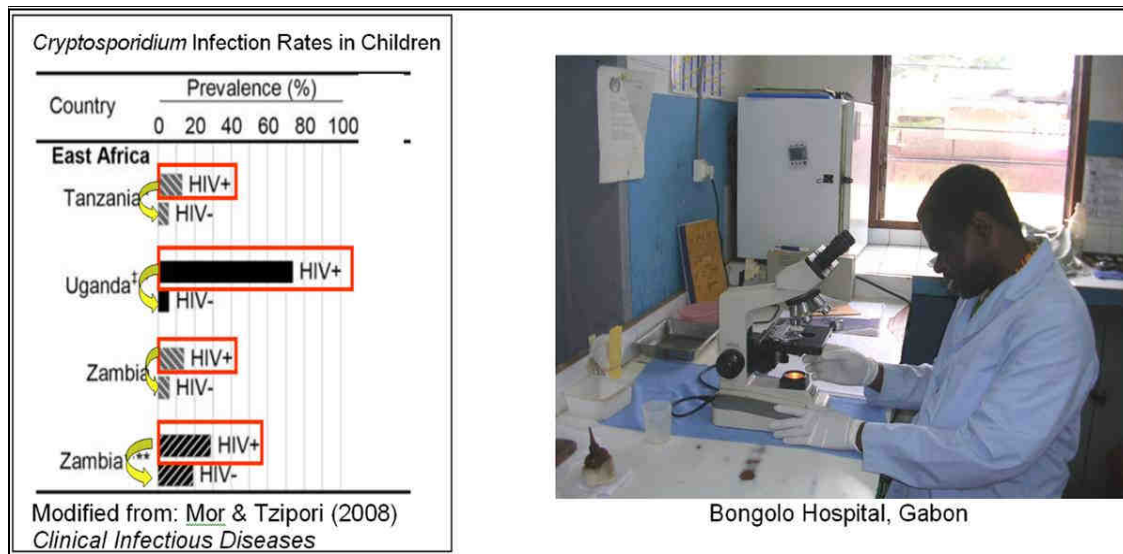 Cryptosporidium Infection Rates in Children
Prevalence (%)
Country
0 20 40 60 80 100
East Africa
HIV+
Tanzania
HIV-
HIV+
Uganda‡
HIV-
HIV+
Zambia
HIV-
HIV+
Zambia **
HIV-
Modified from: Mor & Tzipori (2008)
Clinical Infectious Diseases
Bongolo Hospital, Gabon